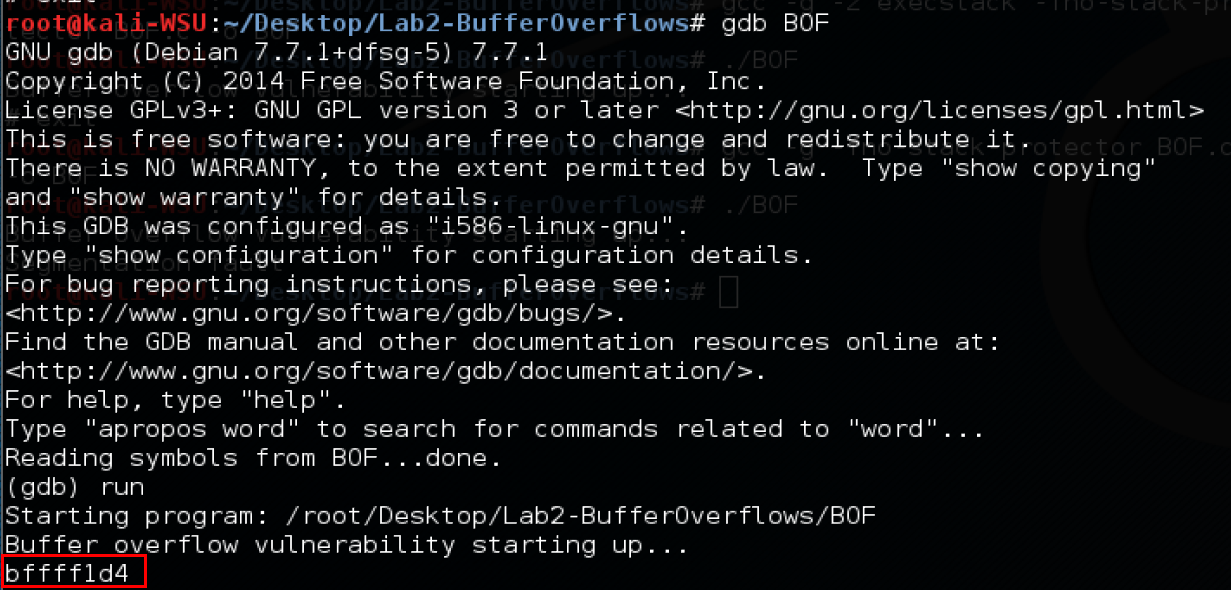 root@kali-WSU:~/Desktop/Lab2-BufferOverflows# gdb BOF
GNU gdb (Debian 7.7.1+dfsg-5) 7.7.1
Copyright (C) 2014 Free Software Foundation, Inc.
License GPLv3+: GNU GPL version 3 or later <http://gnu.org/licenses/gpl.html>
This is free software: you are free to change and redistribute it.
There is NO WARRANTY, to the extent permitted by law.  Type "show copying"
and "show warranty" for details.
This GDB was configured as "i586-linux-gnu".
Type "show configuration" for configuration details.
For bug reporting instructions, please see:
<http://www.gnu.org/software/gdb/bugs/>.
Find the GDB manual and other documentation resources online at:
<http://www.gnu.org/software/gdb/documentation/>.
For help, type "help".
Type "apropos word" to search for commands related to "word"...
Reading symbols from BOF...done.
(gdb) run
Starting program: /root/Desktop/Lab2-BufferOverflows/BOF
Buffer overflow vulnerability starting up...
bffff1d4